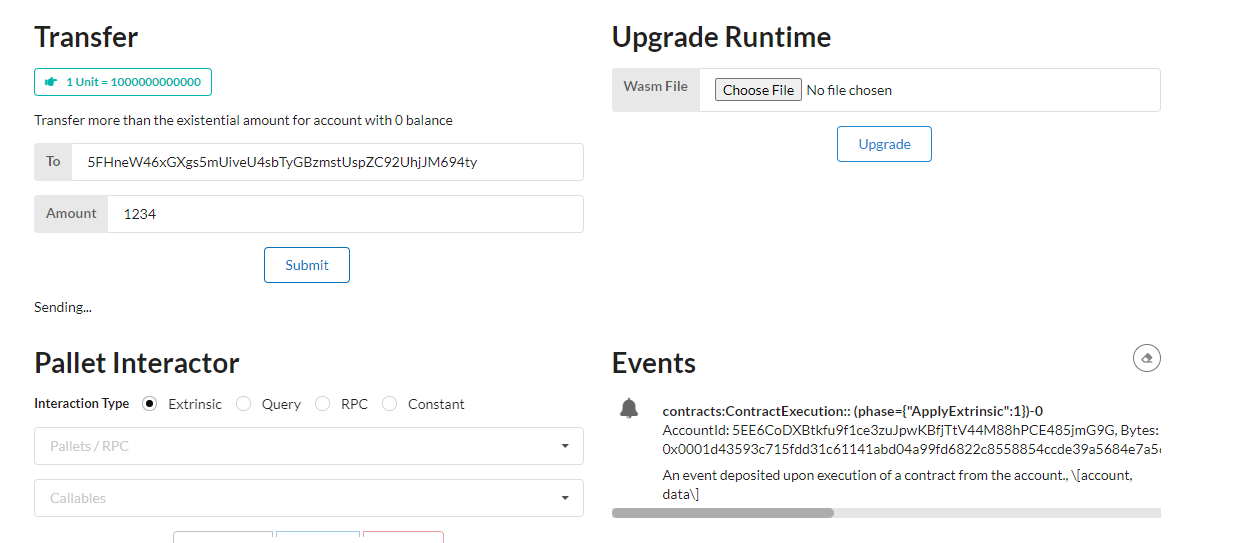 Transfer
1 Unit = 1000000000000
Transfer more than the existential amount for account with 0 balance
To 5FHneW46xGXgs5mUiveU4sbTyGBzmstUspZC92UhjJM694ty
Amount 1234
Submit
Sending...
Upgrade Runtime
Wasm File Choose File No file chosen
Upgrade
Pallet Interactor
Interaction Type Extrinsic Query RPC Constant
Pallets / RPC
Callables
Events
contracts:ContractExecution:: (phase={"ApplyExtrinsic":1})-0
AccountId: 5EE6CoDXBtkfu9f1ce3zuJpwKBfjTtV44M88hPCE485jmG9G, Bytes:
0x0001d43593c715fdd31c61141abd04a99fd6822c8558854ccde39a5684e7a5
An event deposited upon execution of a contract from the account., \[account,
data\]